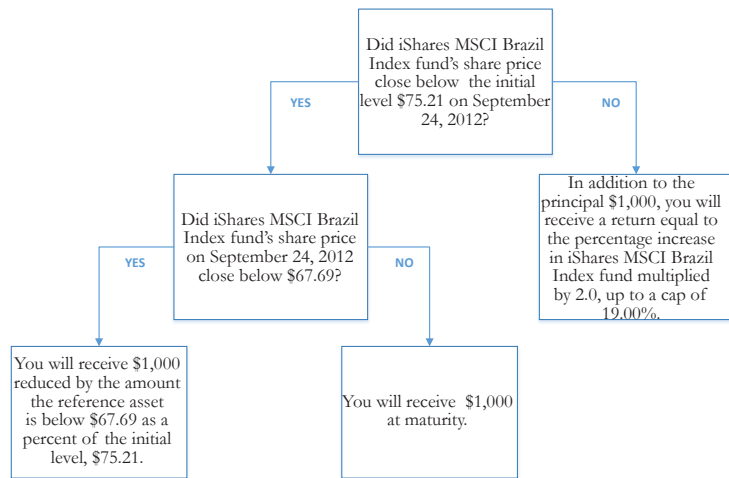 Did iShares MSCI Brazil
Index fund's share price
close below the initial
level $75.21 on September
24, 2012?
YES
NO
Did iShares MSCI Brazil
Index fund's share price
on September 24, 2012
close below $67.69?
In addition to the
principal $1,000, you will
receive a return equal to
the percentage increase
in iShares MSCI Brazil
Index fund multiplied
by 2.0, up to a cap of
19.00%.
YES
NO
You will receive $1,000
reduced by the amount
the reference asset
is below $67.69 as a
percent of the initial
level, $75.21.
You will receive $1,000
at maturity.